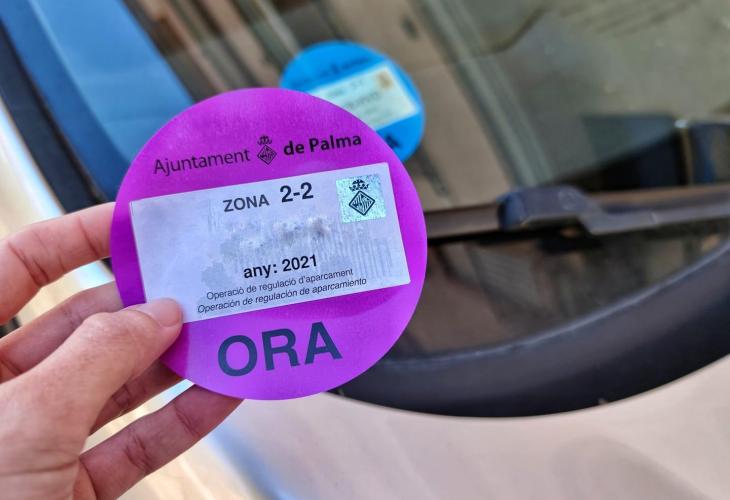 Ajuntament de Palma
ZONA 2-2
any: 2021
Operació de regulació d'aparcament
Operación de regulación de aparcamiento
ORA